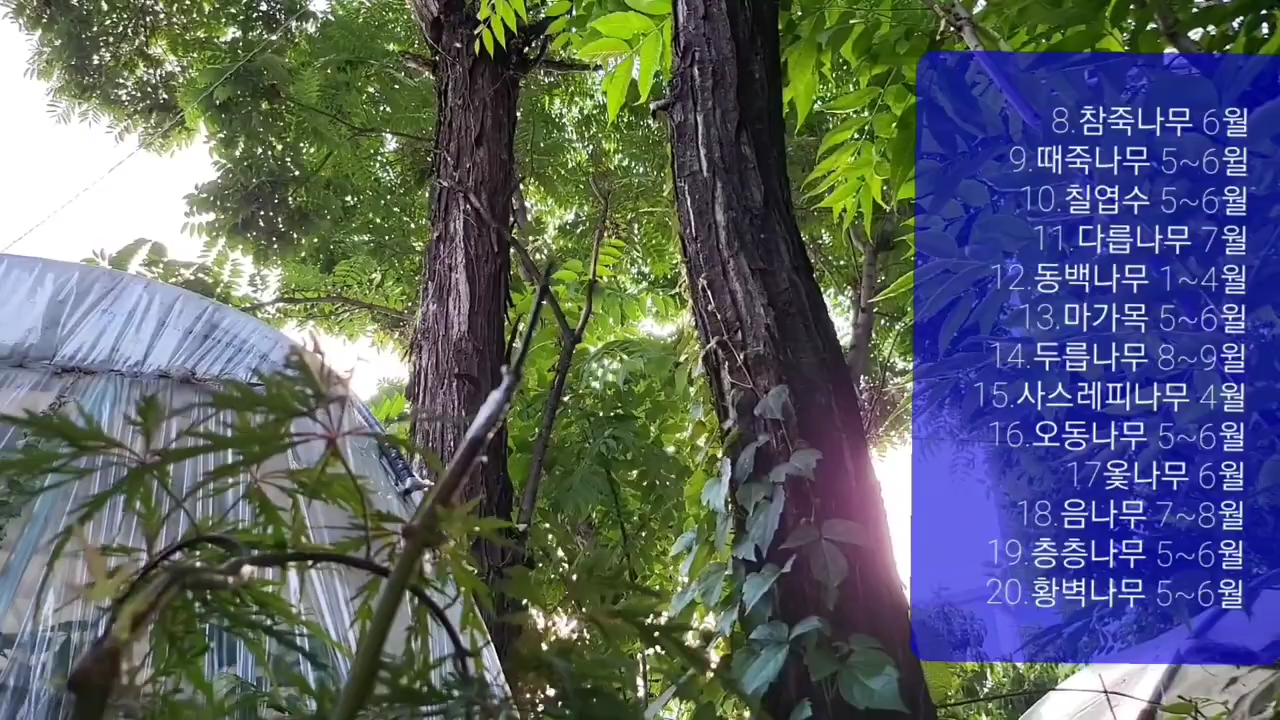 8.참죽나무 6월
9.때죽나무 5~6월
10.칠엽수 5~6월
11.다릅나무 7월
12.동백나무 1~4월
13.마가목 5~6월
14.두릅나무 8~9월
15.사스레피나무 4월
16.오동나무 5~6월
17옻나무 6월
18.음나무 7~8월
19.층층나무 5~6월
20.황벽나무 5~6월